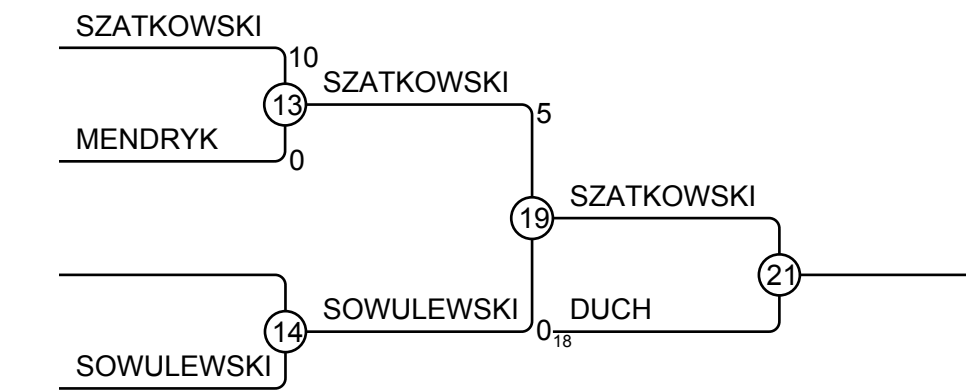 SZATKOWSKI
10
13
SZATKOWSKI
5
MENDRYK
0
19
SZATKOWSKI
21
14
SOWULEWSKI
0
18
DUCH
SOWULEWSKI